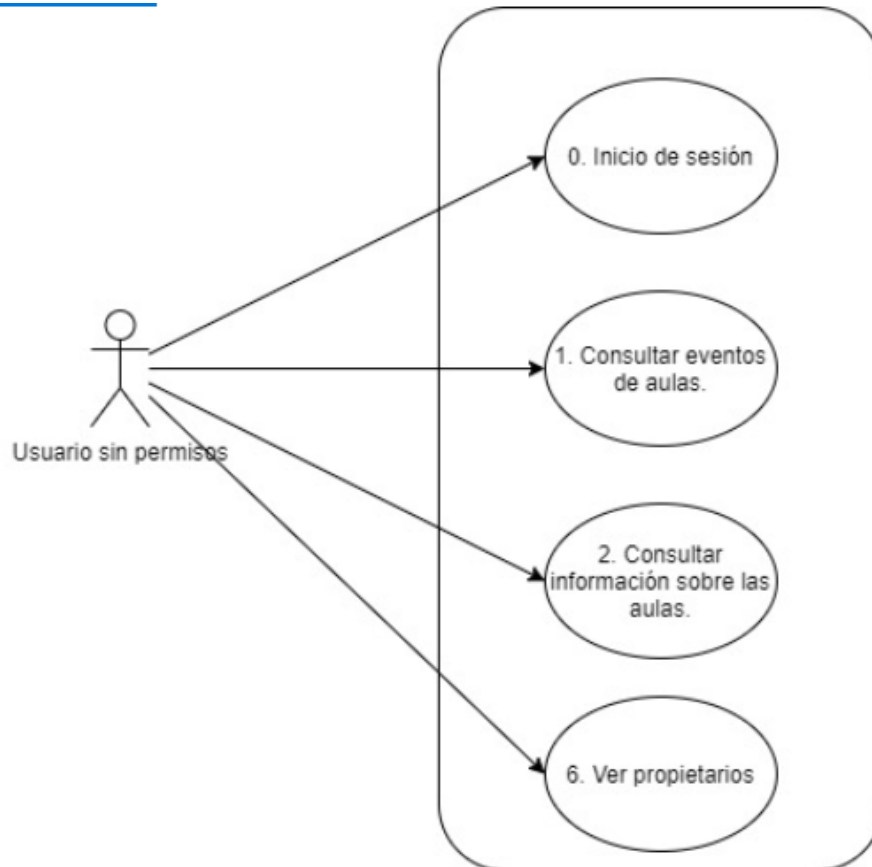 0. Inicio de sesión
1. Consultar eventos
de aulas.
Usuario sin permisos
2. Consultar
información sobre las
aulas.
6. Ver propietarios